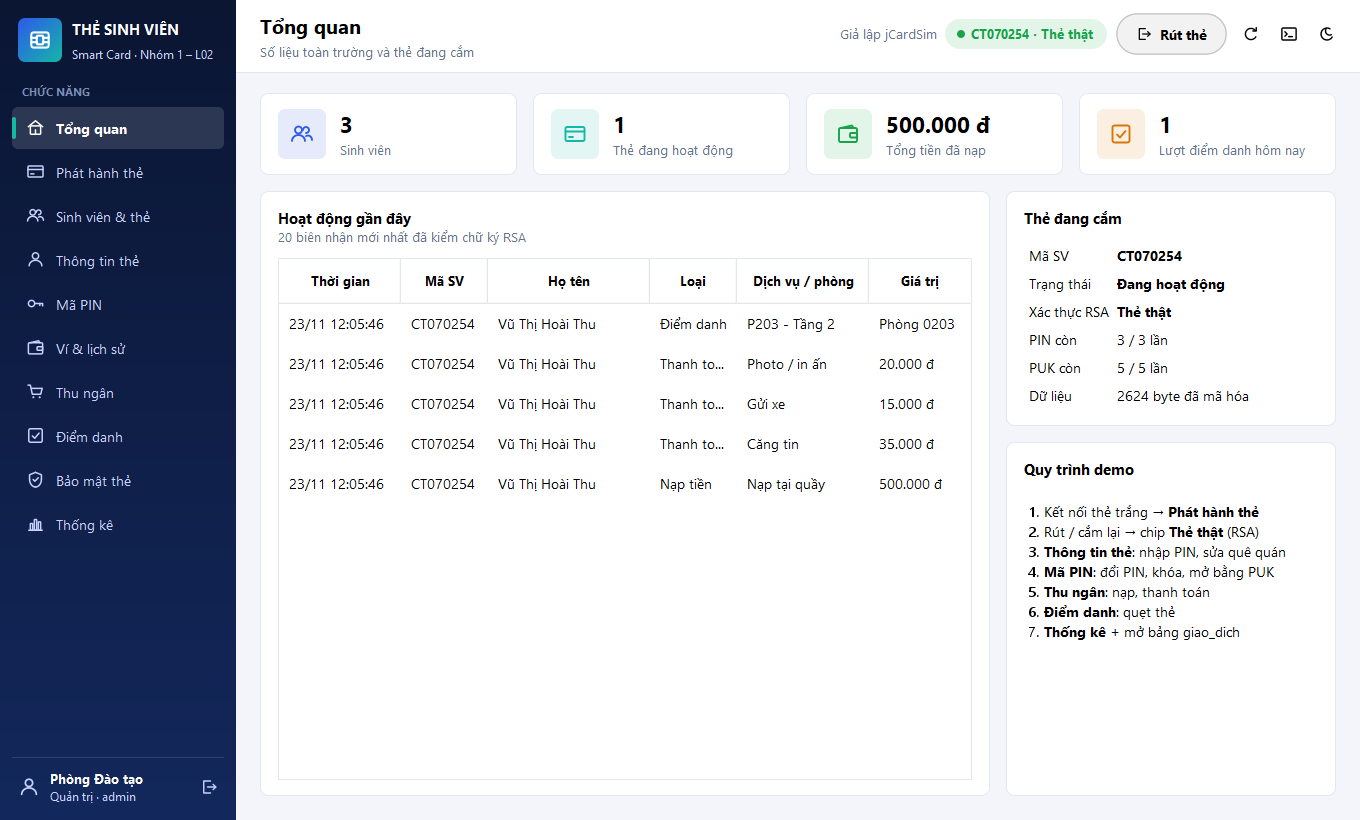 THẺ SINH VIÊN
Smart Card · Nhóm 1 – L02
CHỨC NĂNG
Tổng quan
Phát hành thẻ
Sinh viên & thẻ
Thông tin thẻ
Mã PIN
Ví & lịch sử
Thu ngân
Điểm danh
Bảo mật thẻ
Thống kê
Phòng Đào tạo
Quản trị · admin
Tổng quan
Số liệu toàn trường và thẻ đang cắm
Giả lập jCardSim
CT070254 · Thẻ thật
Rút thẻ
3
Sinh viên
1
Thẻ đang hoạt động
500.000 đ
Tổng tiền đã nạp
1
Lượt điểm danh hôm nay
Hoạt động gần đây
20 biên nhận mới nhất đã kiểm chữ ký RSA
Thời gian Mã SV Họ tên Loại Dịch vụ / phòng Giá trị
23/11 12:05:46 CT070254 Vũ Thị Hoài Thu Điểm danh P203 - Tầng 2 Phòng 0203
23/11 12:05:46 CT070254 Vũ Thị Hoài Thu Thanh to... Photo / in ấn 20.000 đ
23/11 12:05:46 CT070254 Vũ Thị Hoài Thu Thanh to... Gửi xe 15.000 đ
23/11 12:05:46 CT070254 Vũ Thị Hoài Thu Thanh to... Căng tin 35.000 đ
23/11 12:05:46 CT070254 Vũ Thị Hoài Thu Nạp tiền Nạp tại quầy 500.000 đ
Thẻ đang cắm
Mã SV CT070254
Trạng thái Đang hoạt động
Xác thực RSA Thẻ thật
PIN còn 3 / 3 lần
PUK còn 5 / 5 lần
Dữ liệu 2624 byte đã mã hóa
Quy trình demo
1. Kết nối thẻ trắng → Phát hành thẻ
2. Rút / cắm lại → chip Thẻ thật (RSA)
3. Thông tin thẻ: nhập PIN, sửa quê quán
4. Mã PIN: đổi PIN, khóa, mở bằng PUK
5. Thu ngân: nạp, thanh toán
6. Điểm danh: quẹt thẻ
7. Thống kê + mở bảng giao_dich